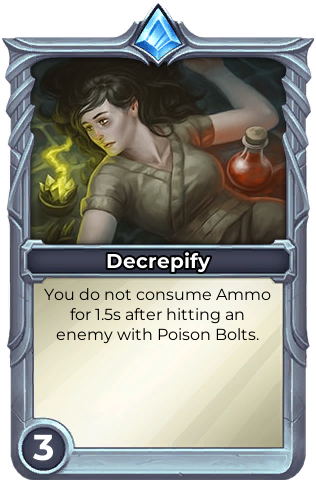 Decrepify
You do not consume Ammo
for 1.5s after hitting an
enemy with Poison Bolts.
3